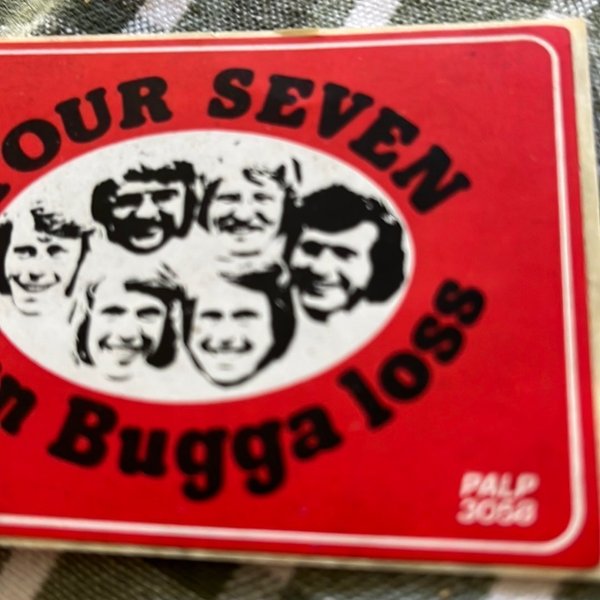 OUR SEVEN
n Bugga loss
PALP
3058